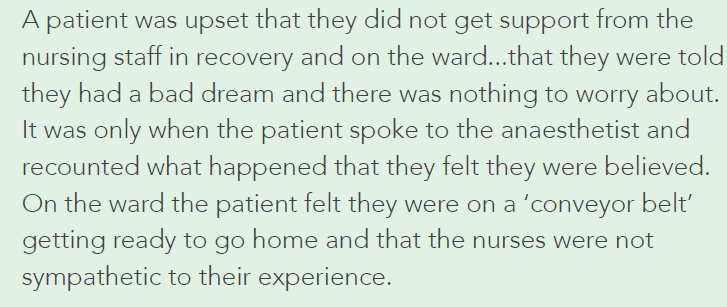 A patient was upset that they did not get support from the
nursing staff in recovery and on the ward...that they were told
they had a bad dream and there was nothing to worry about.
It was only when the patient spoke to the anaesthetist and
recounted what happened that they felt they were believed.
On the ward the patient felt they were on a ‘conveyor belt’
getting ready to go home and that the nurses were not
sympathetic to their experience.